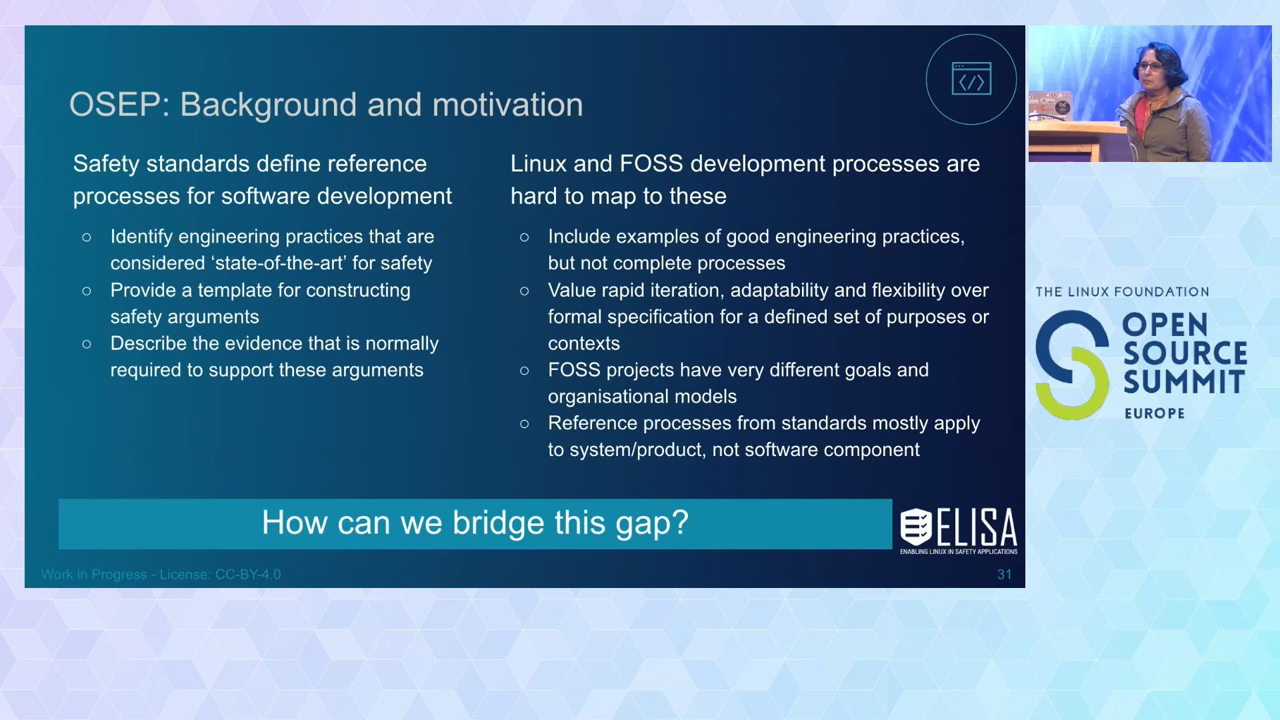 OSEP: Background and motivation
Safety standards define reference
processes for software development
○ Identify engineering practices that are
considered ‘state-of-the-art’ for safety
○ Provide a template for constructing
safety arguments
○ Describe the evidence that is normally
required to support these arguments
Linux and FOSS development processes are
hard to map to these
○ Include examples of good engineering practices,
but not complete processes
○ Value rapid iteration, adaptability and flexibility over
formal specification for a defined set of purposes or
contexts
○ FOSS projects have very different goals and
organisational models
○ Reference processes from standards mostly apply
to system/product, not software component
How can we bridge this gap?
ELISA
ENABLING LINUX IN SAFETY APPLICATIONS
Work in Progress - License: CC-BY-4.0
31
THE LINUX FOUNDATION
OPEN
SOURCE
SUMMIT
EUROPE